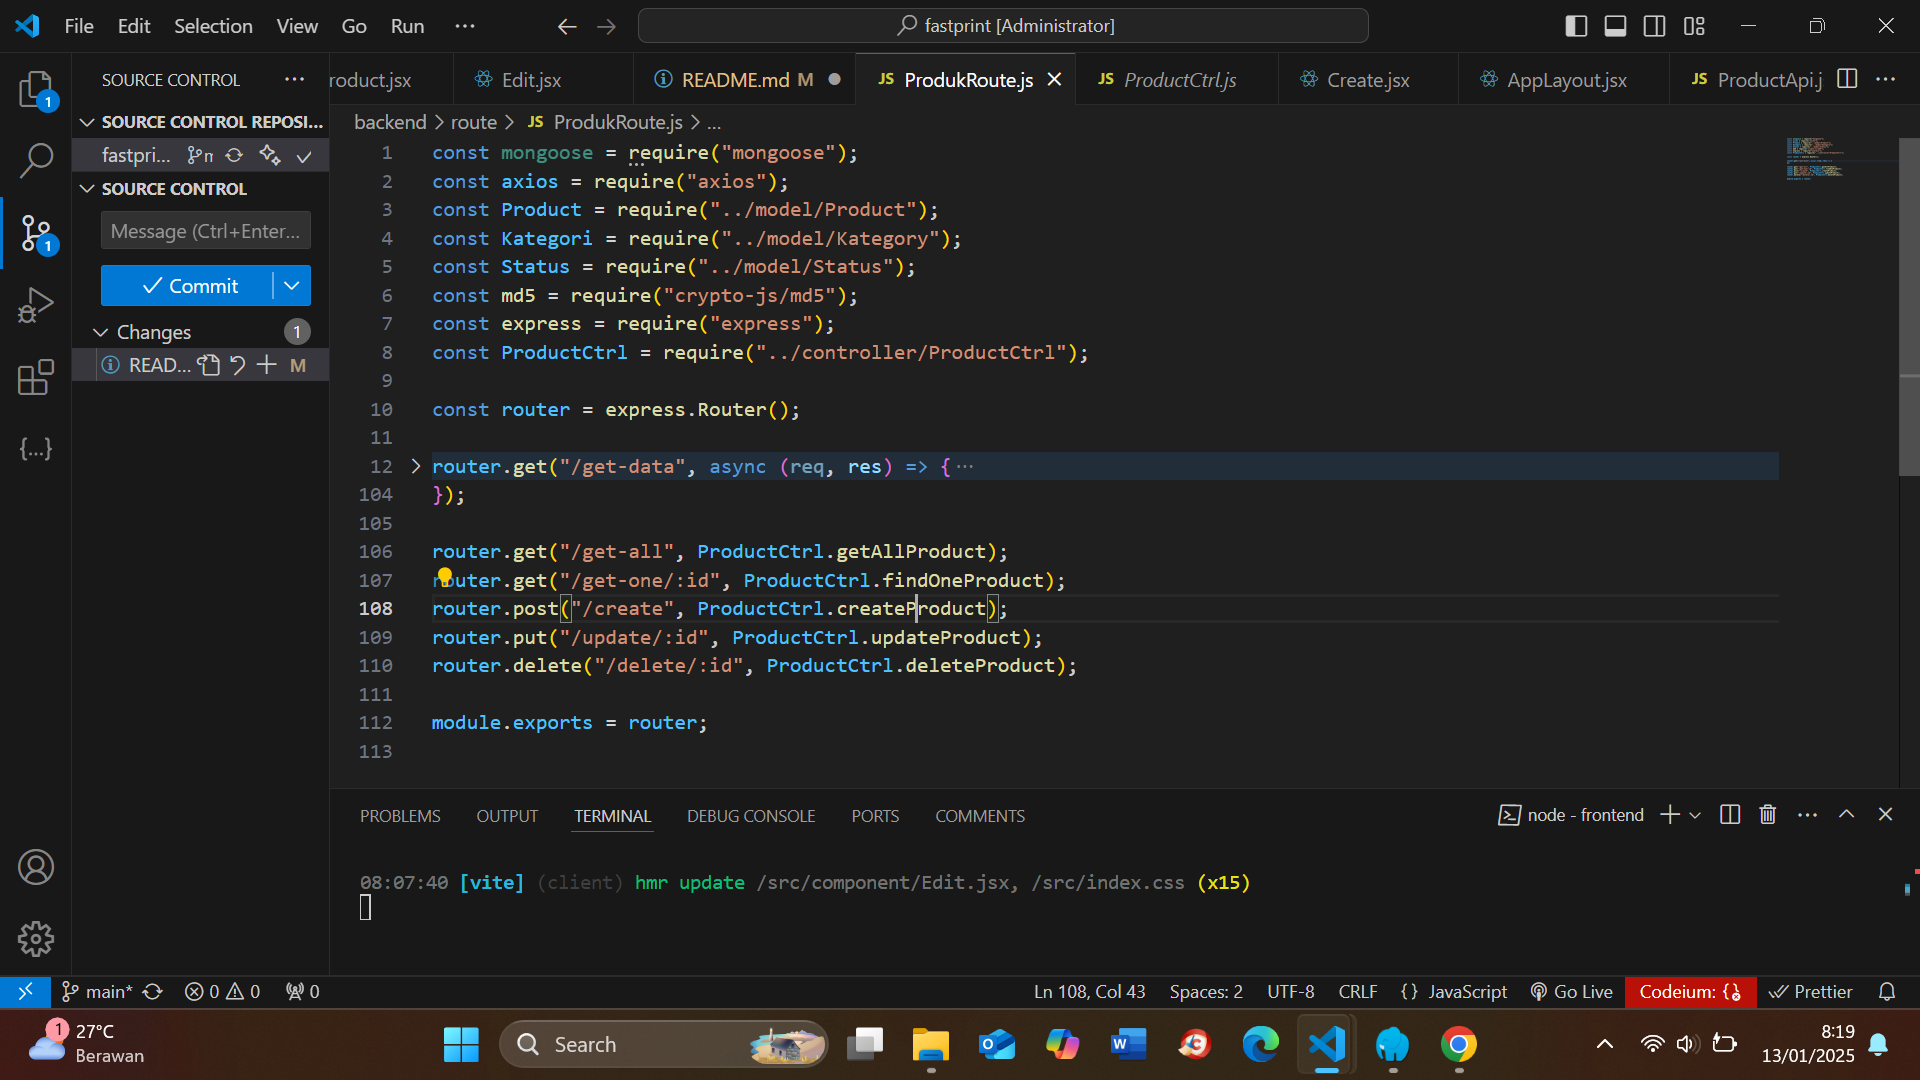 File Edit Selection View Go Run ··· fastprint [Administrator]
SOURCE CONTROL ···
SOURCE CONTROL REPOSI...
fastpri...
SOURCE CONTROL
Message (Ctrl+Enter...
Commit
Changes 1
READ... M
1
1
roduct.jsx Edit.jsx README.md M JS ProdukRoute.js JS ProductCtrl.js Create.jsx AppLayout.jsx JS ProductApi.j
backend > route > JS ProdukRoute.js > ...
1 const mongoose = require("mongoose");
2 const axios = require("axios");
3 const Product = require("../model/Product");
4 const Kategori = require("../model/Kategory");
5 const Status = require("../model/Status");
6 const md5 = require("crypto-js/md5");
7 const express = require("express");
8 const ProductCtrl = require("../controller/ProductCtrl");
9
10 const router = express.Router();
11
12 router.get("/get-data", async (req, res) => {···
104 });
105
106 router.get("/get-all", ProductCtrl.getAllProduct);
107 router.get("/get-one/:id", ProductCtrl.findOneProduct);
108 router.post("/create", ProductCtrl.createProduct);
109 router.put("/update/:id", ProductCtrl.updateProduct);
110 router.delete("/delete/:id", ProductCtrl.deleteProduct);
111
112 module.exports = router;
113
PROBLEMS OUTPUT TERMINAL DEBUG CONSOLE PORTS COMMENTS node - frontend
08:07:40 [vite] (client) hmr update /src/component/Edit.jsx, /src/index.css (x15)
main* 0 0 0 Ln 108, Col 43 Spaces: 2 UTF-8 CRLF {} JavaScript Go Live Codeium: {} Prettier
1 27°C
Berawan
Search
8:19
13/01/2025